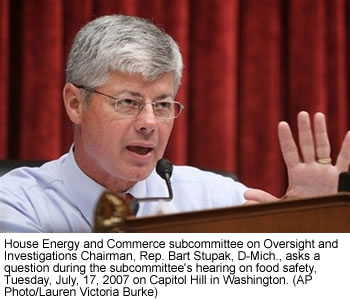 House Energy and Commerce subcommittee on Oversight and
Investigations Chairman, Rep. Bart Stupak, D-Mich., asks a
question during the subcommittee's hearing on food safety,
Tuesday, July, 17, 2007 on Capitol Hill in Washington. (AP
Photo/Lauren Victoria Burke)